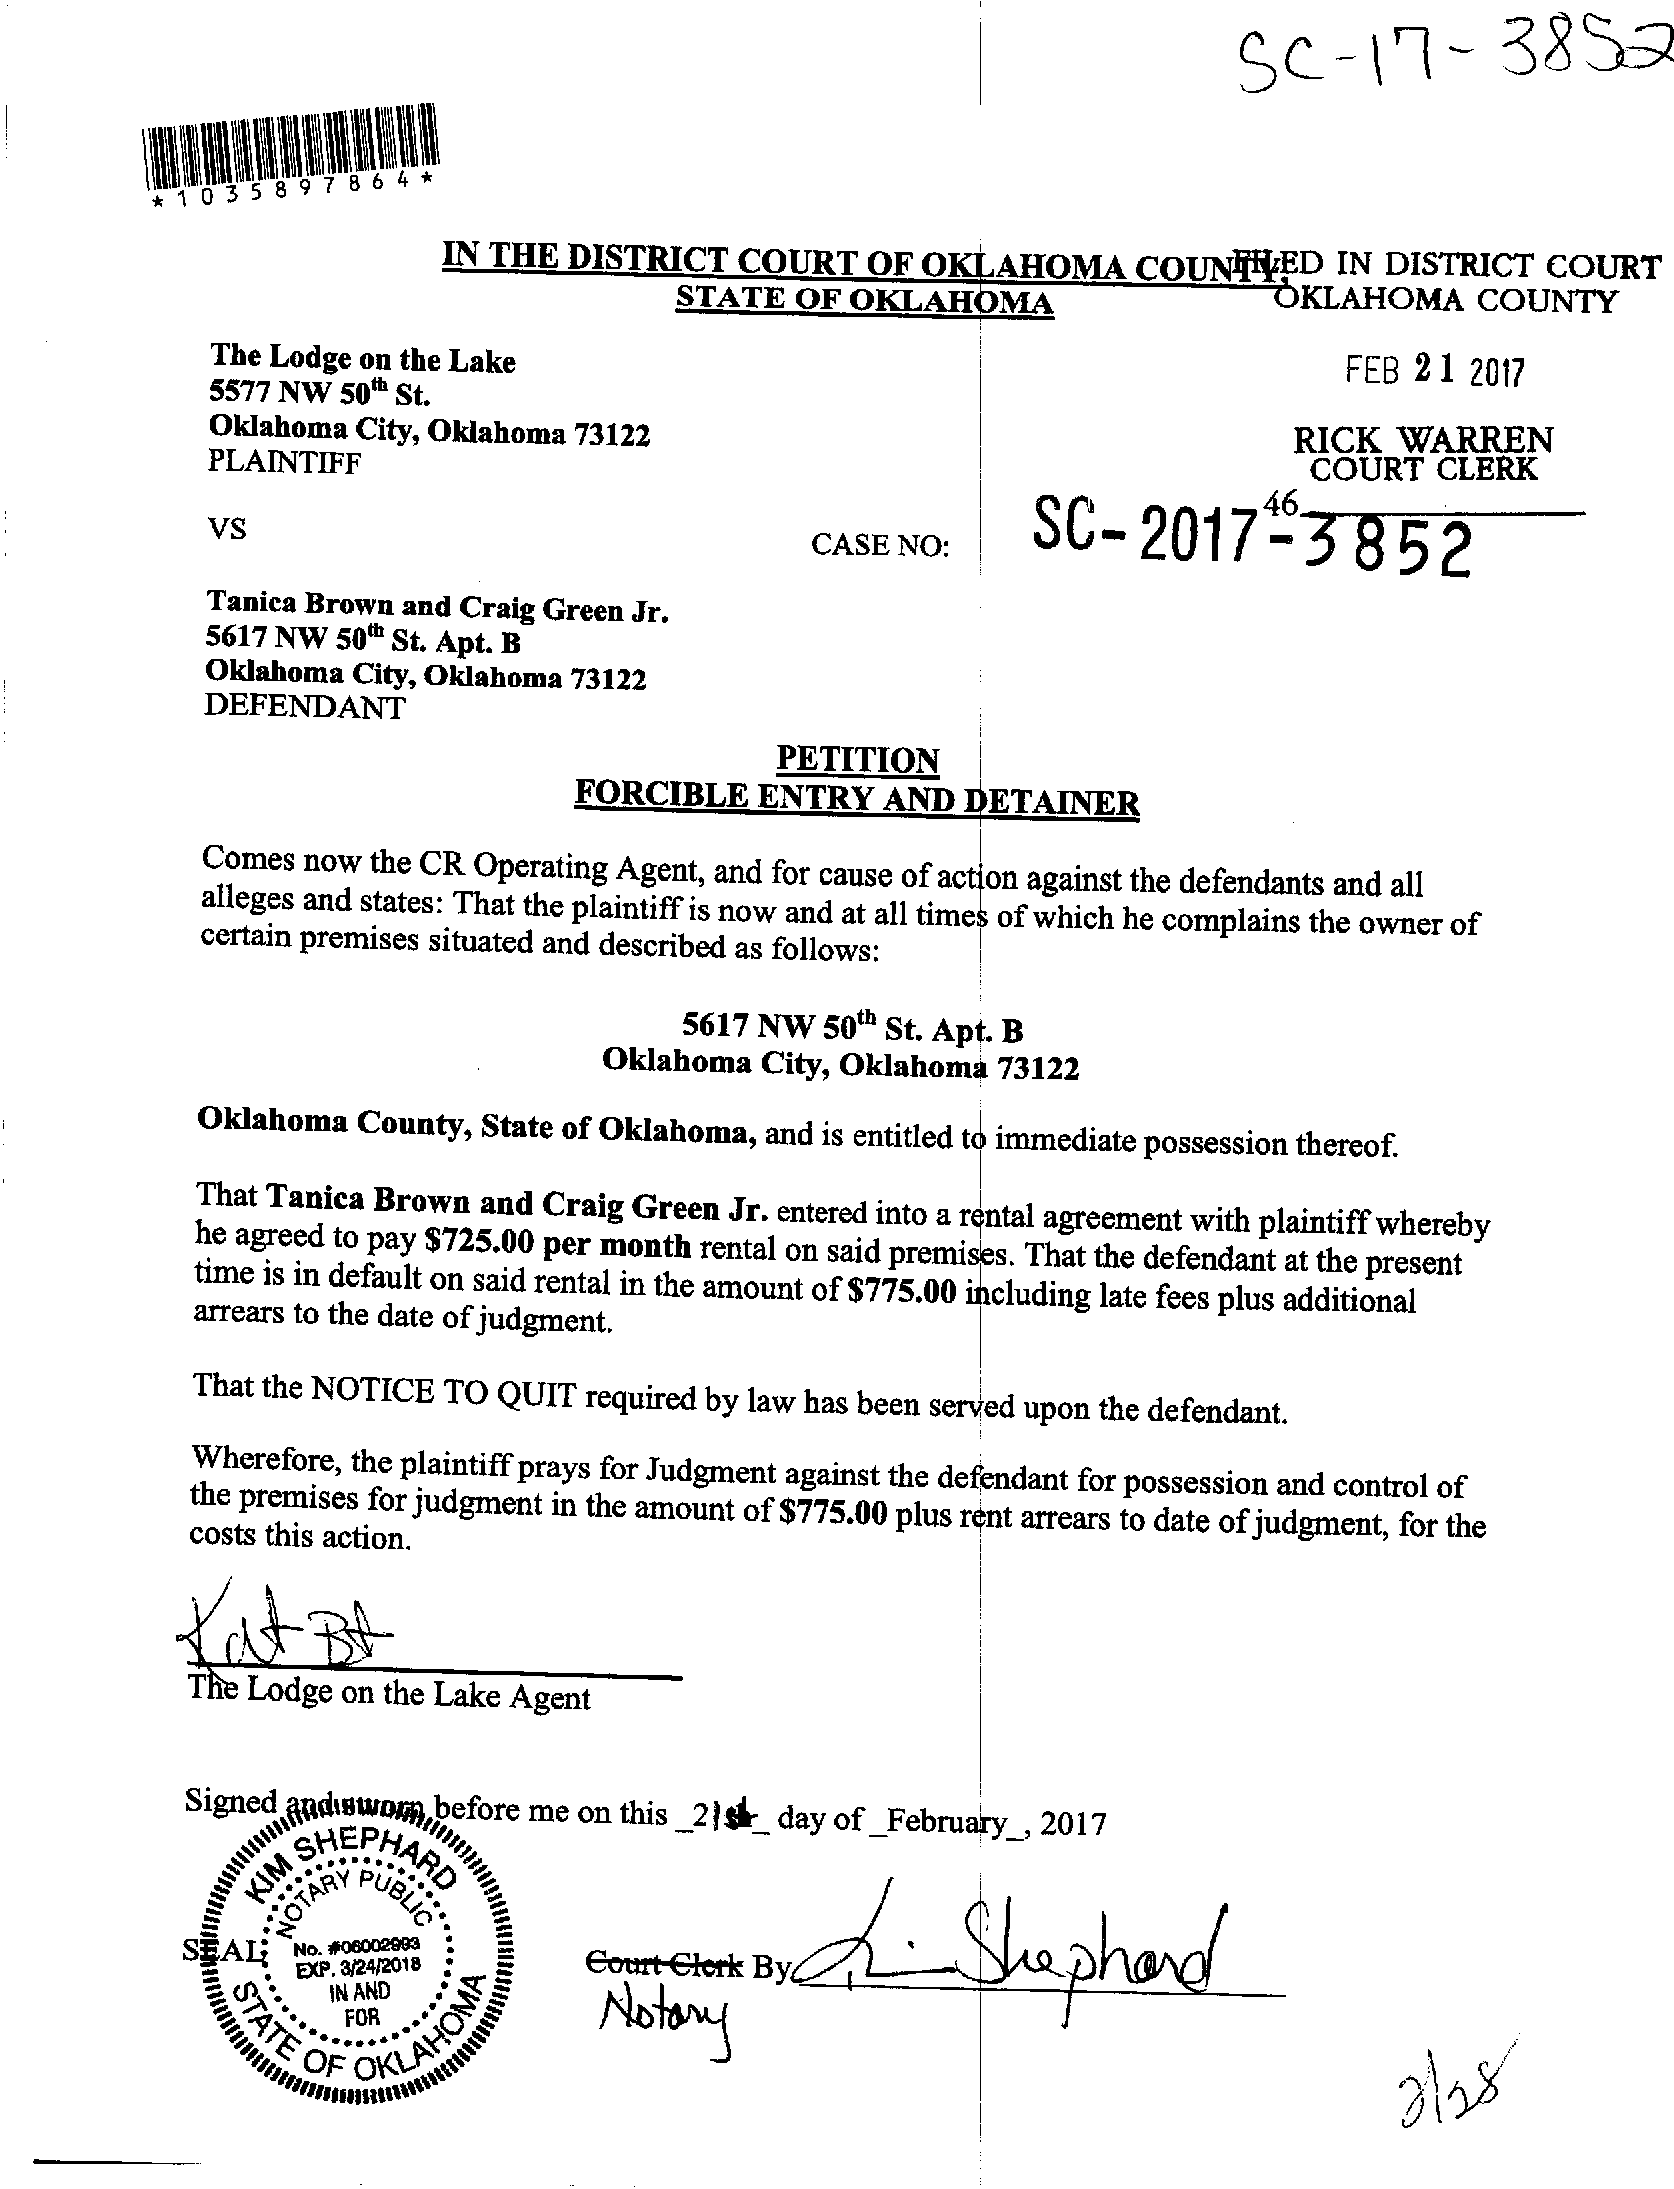 SC-17-3852
*1035897864*
IN THE DISTRICT COURT OF OKLAHOMA COUNTY,
STATE OF OKLAHOMA
FILED IN DISTRICT COURT
OKLAHOMA COUNTY
FEB 21 2017
RICK WARREN
COURT CLERK
46
The Lodge on the Lake
5577 NW 50th St.
Oklahoma City, Oklahoma 73122
PLAINTIFF
VS
CASE NO: SC-2017-3852
Tanica Brown and Craig Green Jr.
5617 NW 50th St. Apt. B
Oklahoma City, Oklahoma 73122
DEFENDANT
PETITION
FORCIBLE ENTRY AND DETAINER
Comes now the CR Operating Agent, and for cause of action against the defendants and all
alleges and states: That the plaintiff is now and at all times of which he complains the owner of
certain premises situated and described as follows:
5617 NW 50th St. Apt. B
Oklahoma City, Oklahoma 73122
Oklahoma County, State of Oklahoma, and is entitled to immediate possession thereof.
That Tanica Brown and Craig Green Jr. entered into a rental agreement with plaintiff whereby
he agreed to pay $725.00 per month rental on said premises. That the defendant at the present
time is in default on said rental in the amount of $775.00 including late fees plus additional
arrears to the date of judgment.
That the NOTICE TO QUIT required by law has been served upon the defendant.
Wherefore, the plaintiff prays for Judgment against the defendant for possession and control of
the premises for judgment in the amount of $775.00 plus rent arrears to date of judgment, for the
costs this action.
The Lodge on the Lake Agent
Signed and sworn before me on this _21st_ day of _February_, 2017
KIM SHEPHARD
NOTARY PUBLIC
No. #06002993
EXP. 3/24/2018
IN AND
FOR
STATE OF OKLAHOMA
SEAL:
Court Clerk By Kim Shephard
Notary
2/28